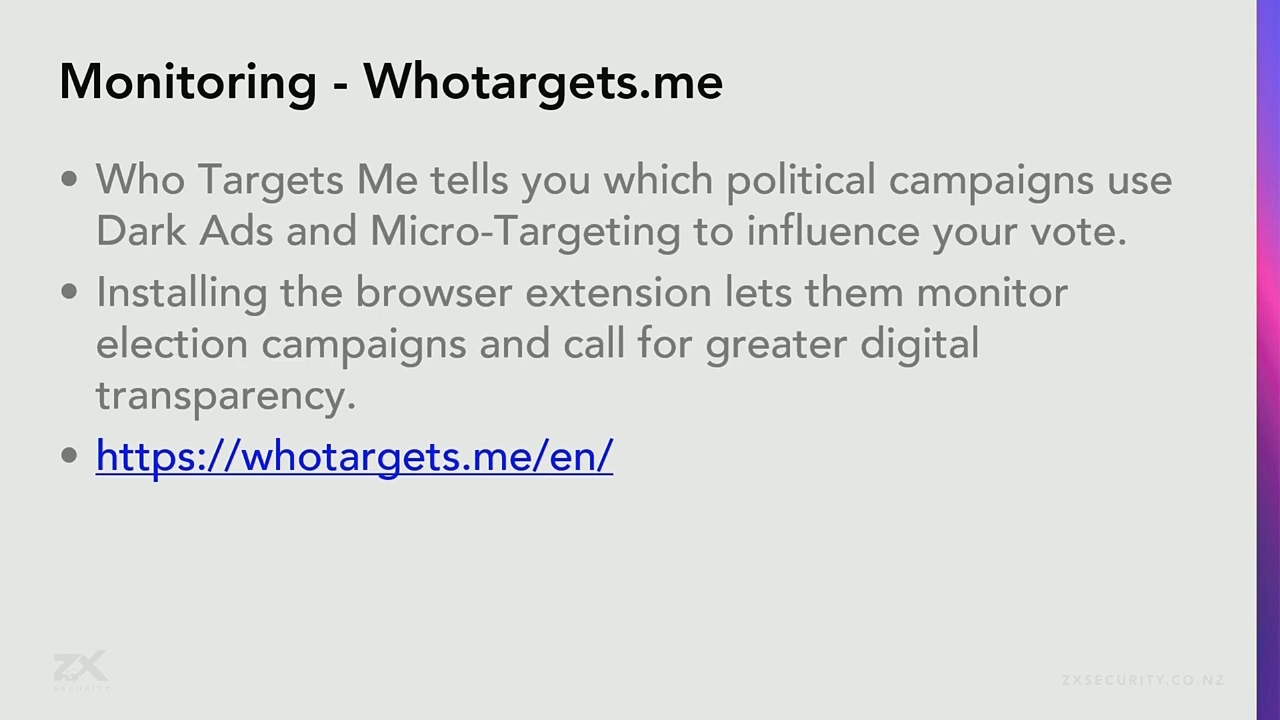 Monitoring - Whotargets.me
• Who Targets Me tells you which political campaigns use
Dark Ads and Micro-Targeting to influence your vote.
• Installing the browser extension lets them monitor
election campaigns and call for greater digital
transparency.
• https://whotargets.me/en/
ZX
SECURITY
ZXSECURITY.CO.NZ